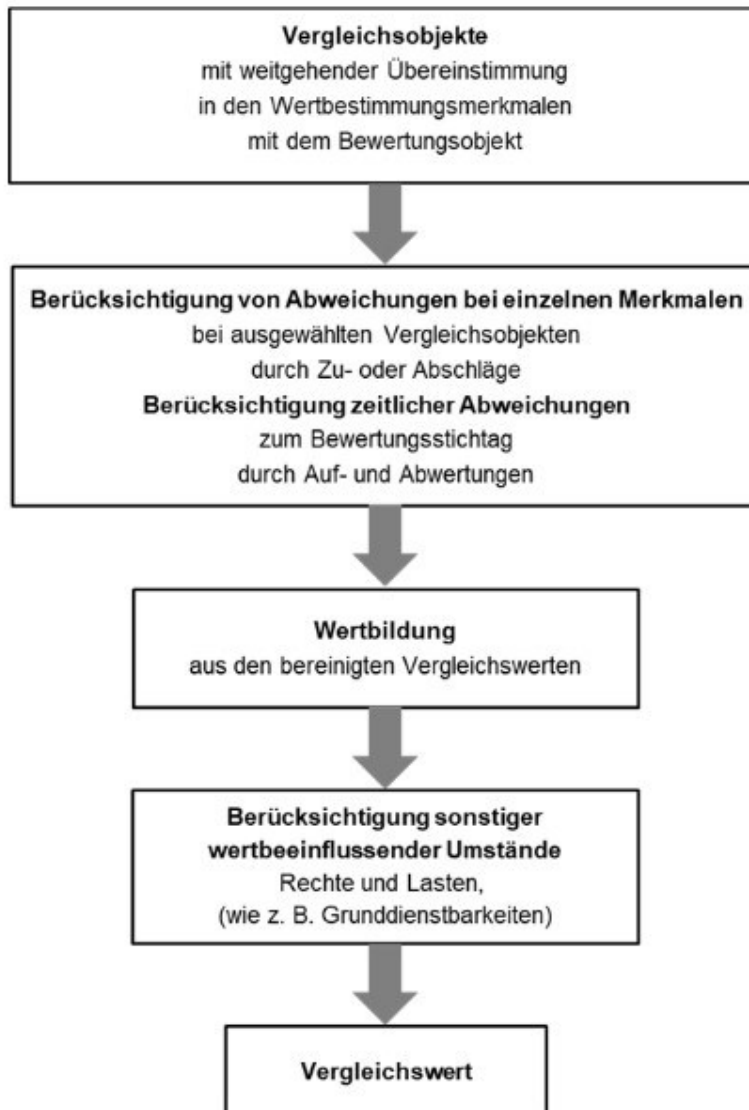 Vergleichsobjekte
mit weitgehender Übereinstimmung
in den Wertbestimmungsmerkmalen
mit dem Bewertungsobjekt
Berücksichtigung von Abweichungen bei einzelnen Merkmalen
bei ausgewählten Vergleichsobjekten
durch Zu- oder Abschläge
Berücksichtigung zeitlicher Abweichungen
zum Bewertungsstichtag
durch Auf- und Abwertungen
Wertbildung
aus den bereinigten Vergleichswerten
Berücksichtigung sonstiger
wertbeeinflussender Umstände
Rechte und Lasten,
(wie z. B. Grunddienstbarkeiten)
Vergleichswert